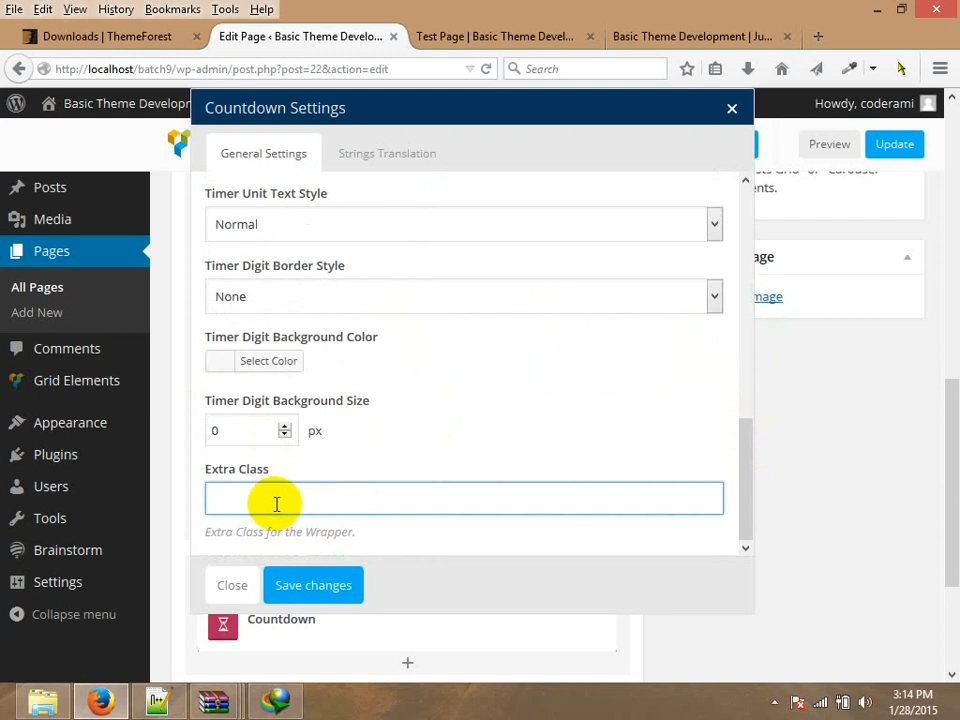 File Edit View History Bookmarks Tools Help
Downloads | ThemeForest
Edit Page ‹ Basic Theme Develo...
Test Page | Basic Theme Develo...
Basic Theme Development | Ju...
http://localhost/batch9/wp-admin/post.php?post=22&action=edit
Search
Basic Theme Developm
Howdy, coderami
Countdown Settings
General Settings
Strings Translation
Preview
Update
Posts
Media
Pages
All Pages
Add New
Comments
Grid Elements
Appearance
Plugins
Users
Tools
Brainstorm
Settings
Collapse menu
Timer Unit Text Style
Normal
Timer Digit Border Style
None
Timer Digit Background Color
Select Color
Timer Digit Background Size
0 px
Extra Class
Extra Class for the Wrapper.
Close
Save changes
Countdown
s.
age
mage
3:14 PM
1/28/2015